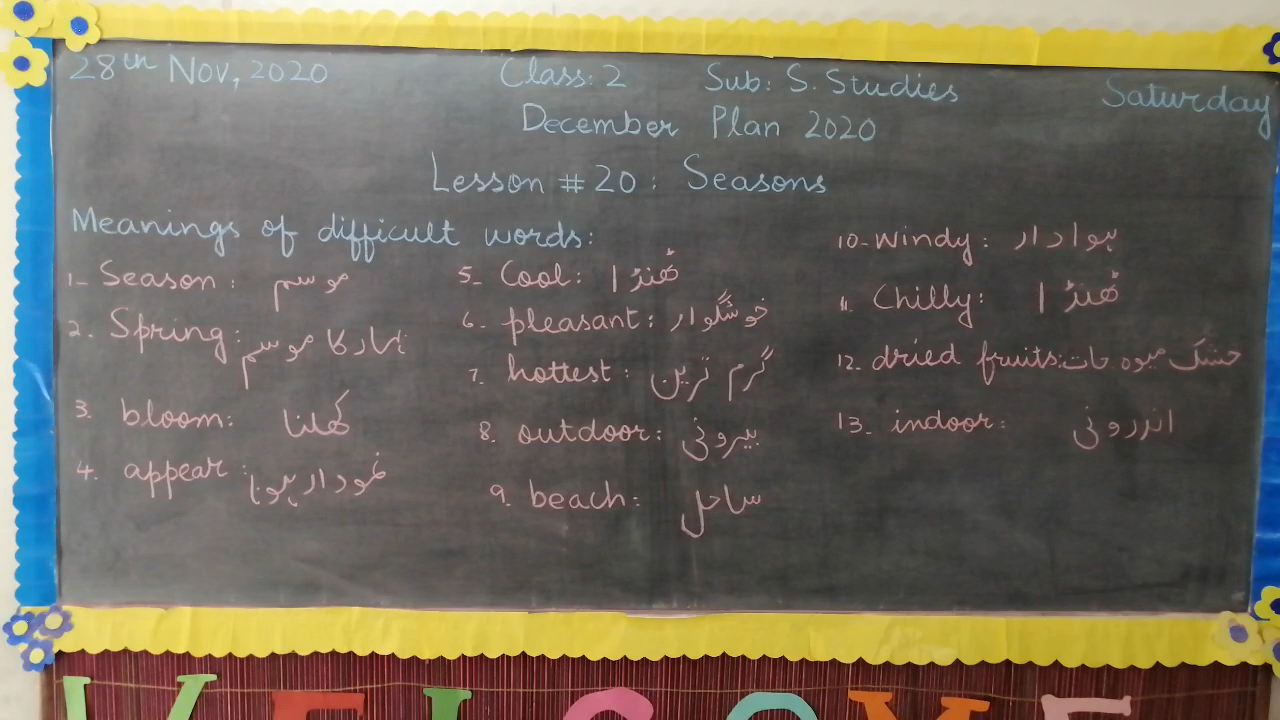 28th Nov, 2020 Class: 2 Sub: S. Studies Saturday
December Plan 2020
Lesson # 20: Seasons
Meanings of difficult words:
1- Season: موسم
2. Spring: بہار کا موسم
3. bloom: کھلنا
4. appear: نمودار ہونا
5- Cool: ٹھنڈا
6- pleasant: خوشگوار
7. hottest: گرم ترین
8. outdoor: بیرونی
9. beach: ساحل
10- Windy: ہوادار
11. Chilly: ٹھنڈا
12. dried fruits: خشک میوہ جات
13- indoor: اندرونی
WELCOME